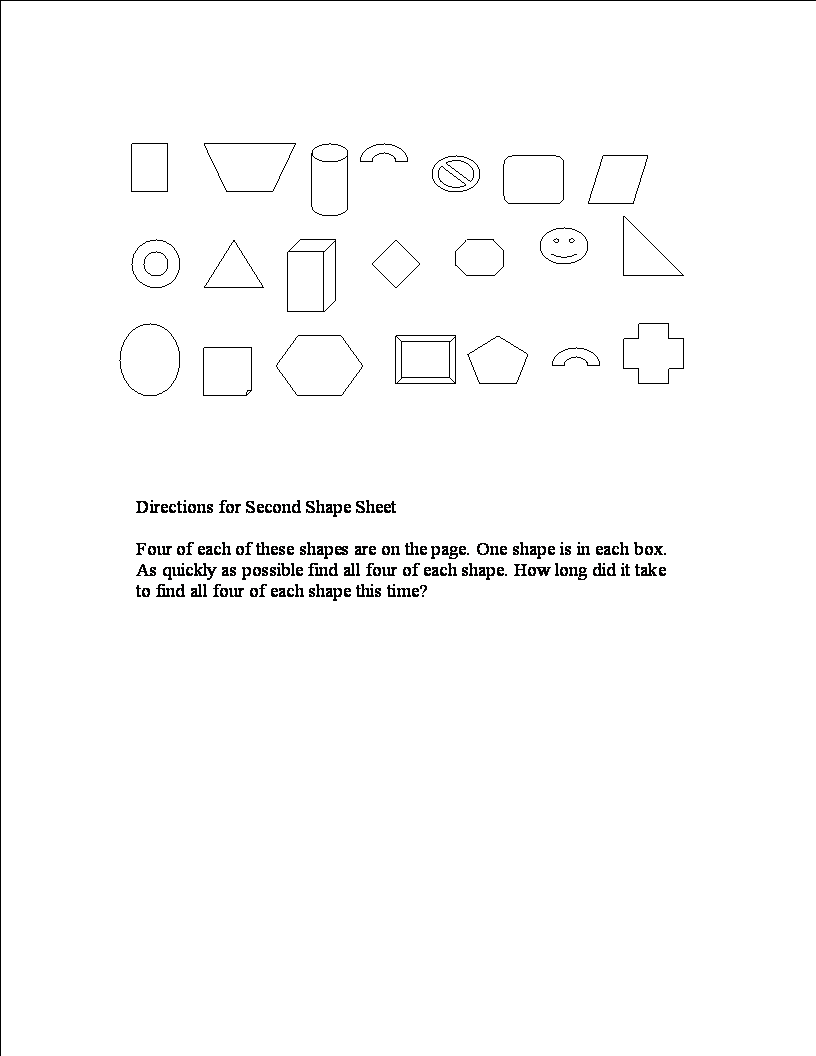 Directions for Second Shape Sheet
Four of each of these shapes are on the page. One shape is in each box.
As quickly as possible find all four of each shape. How long did it take
to find all four of each shape this time?